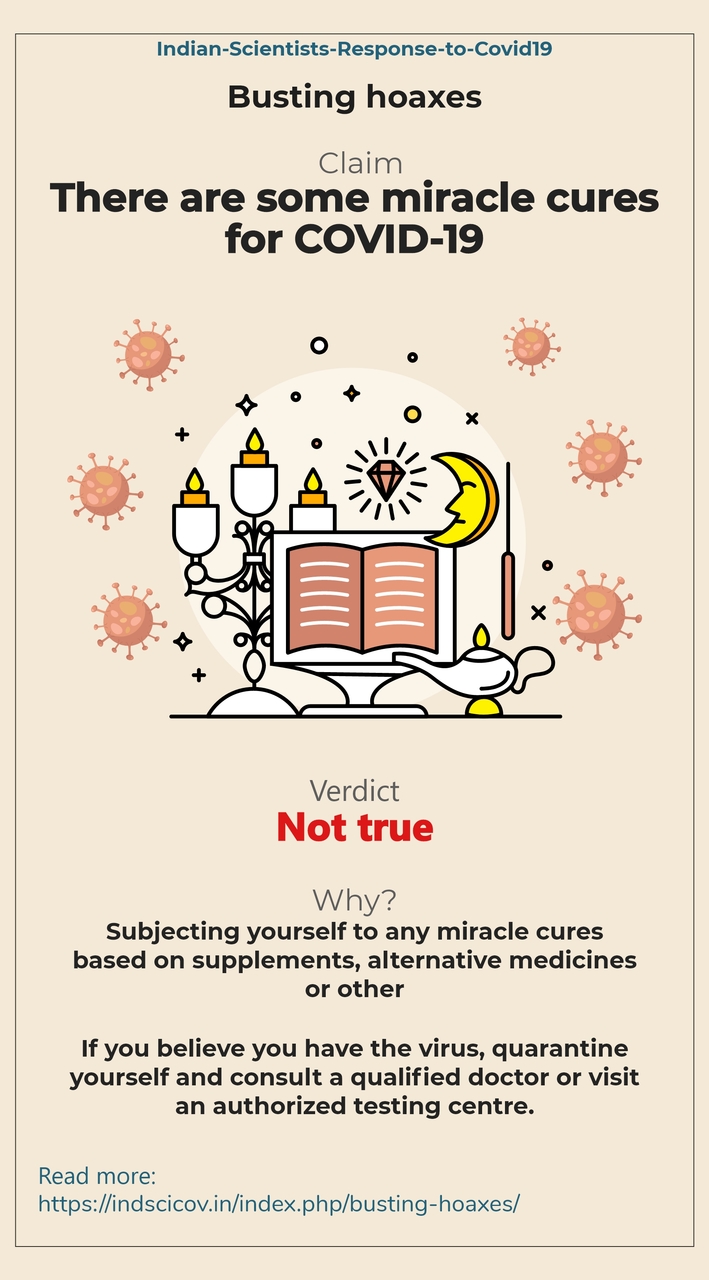 Indian-Scientists-Response-to-Covid19
Busting hoaxes
Claim
There are some miracle cures
for COVID-19
Verdict
Not true
Why?
Subjecting yourself to any miracle cures
based on supplements, alternative medicines
or other
If you believe you have the virus, quarantine
yourself and consult a qualified doctor or visit
an authorized testing centre.
Read more:
https://indscicov.in/index.php/busting-hoaxes/